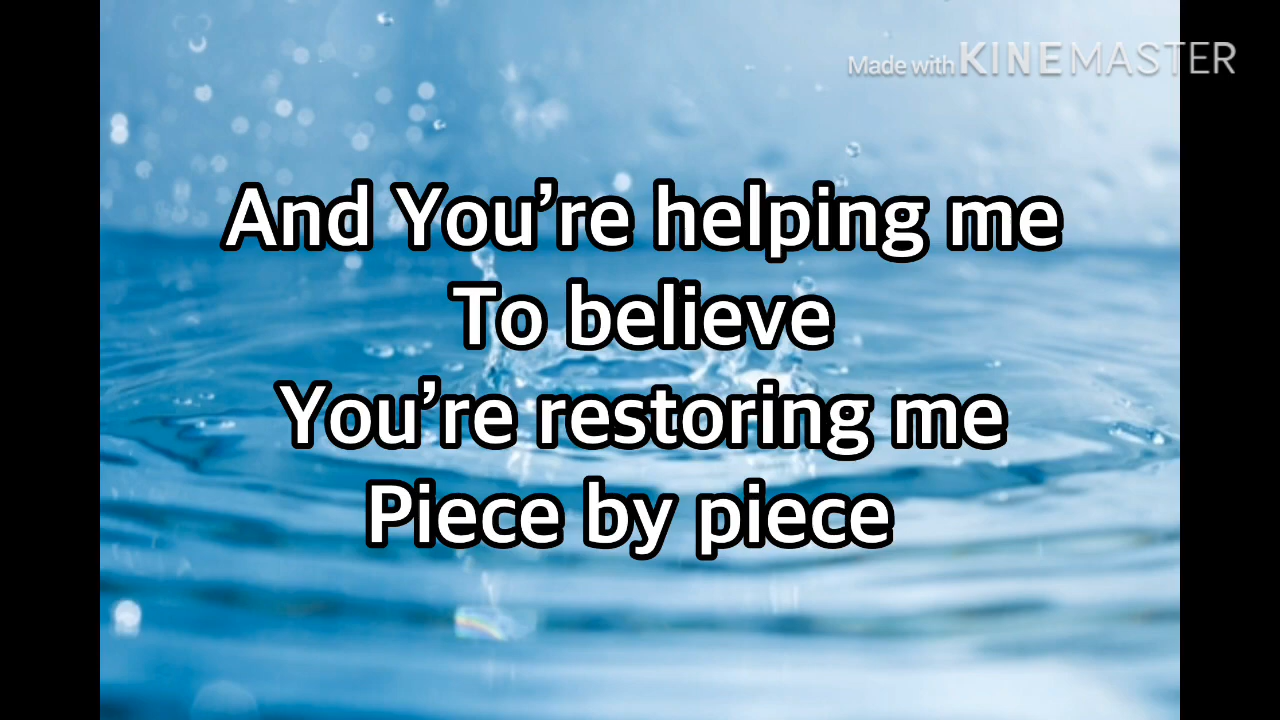 Made with KINEMASTER
And You’re helping me
To believe
You’re restoring me
Piece by piece